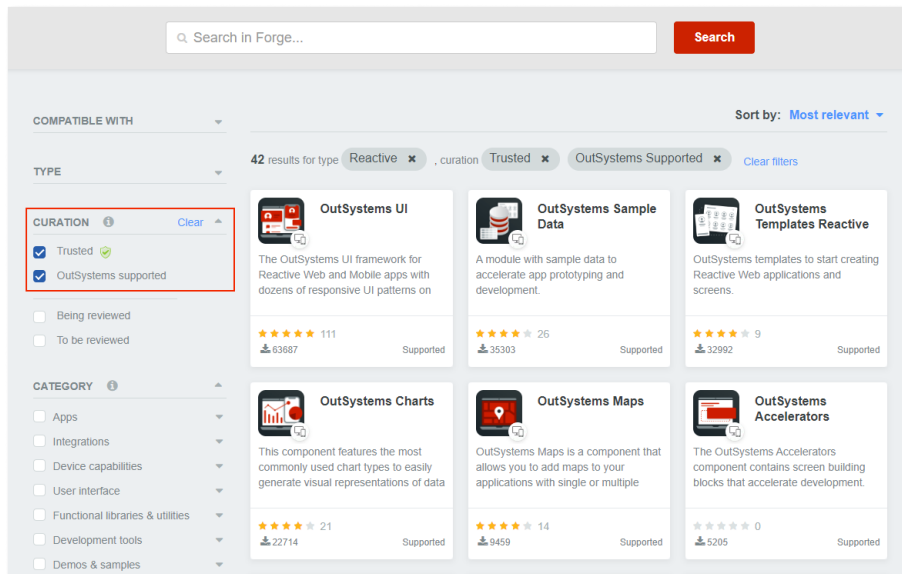 Search in Forge...
Search
COMPATIBLE WITH
TYPE
CURATION
Clear
Trusted
OutSystems supported
Being reviewed
To be reviewed
CATEGORY
Apps
Integrations
Device capabilities
User interface
Functional libraries & utilities
Development tools
Demos & samples
Sort by: Most relevant
42 results for type Reactive × , curation Trusted × OutSystems Supported × Clear filters
OutSystems UI
The OutSystems UI framework for
Reactive Web and Mobile apps with
dozens of responsive UI patterns on
111
63687 Supported
OutSystems Sample
Data
A module with sample data to
accelerate app prototyping and
development.
26
35303 Supported
OutSystems
Templates Reactive
OutSystems templates to start creating
Reactive Web applications and
screens.
9
32992 Supported
OutSystems Charts
This component features the most
commonly used chart types to easily
generate visual representations of data
21
22714 Supported
OutSystems Maps
OutSystems Maps is a component that
allows you to add maps to your
applications with single or multiple
14
9459 Supported
OutSystems
Accelerators
The OutSystems Accelerators
component contains screen building
blocks that accelerate development.
0
5205 Supported